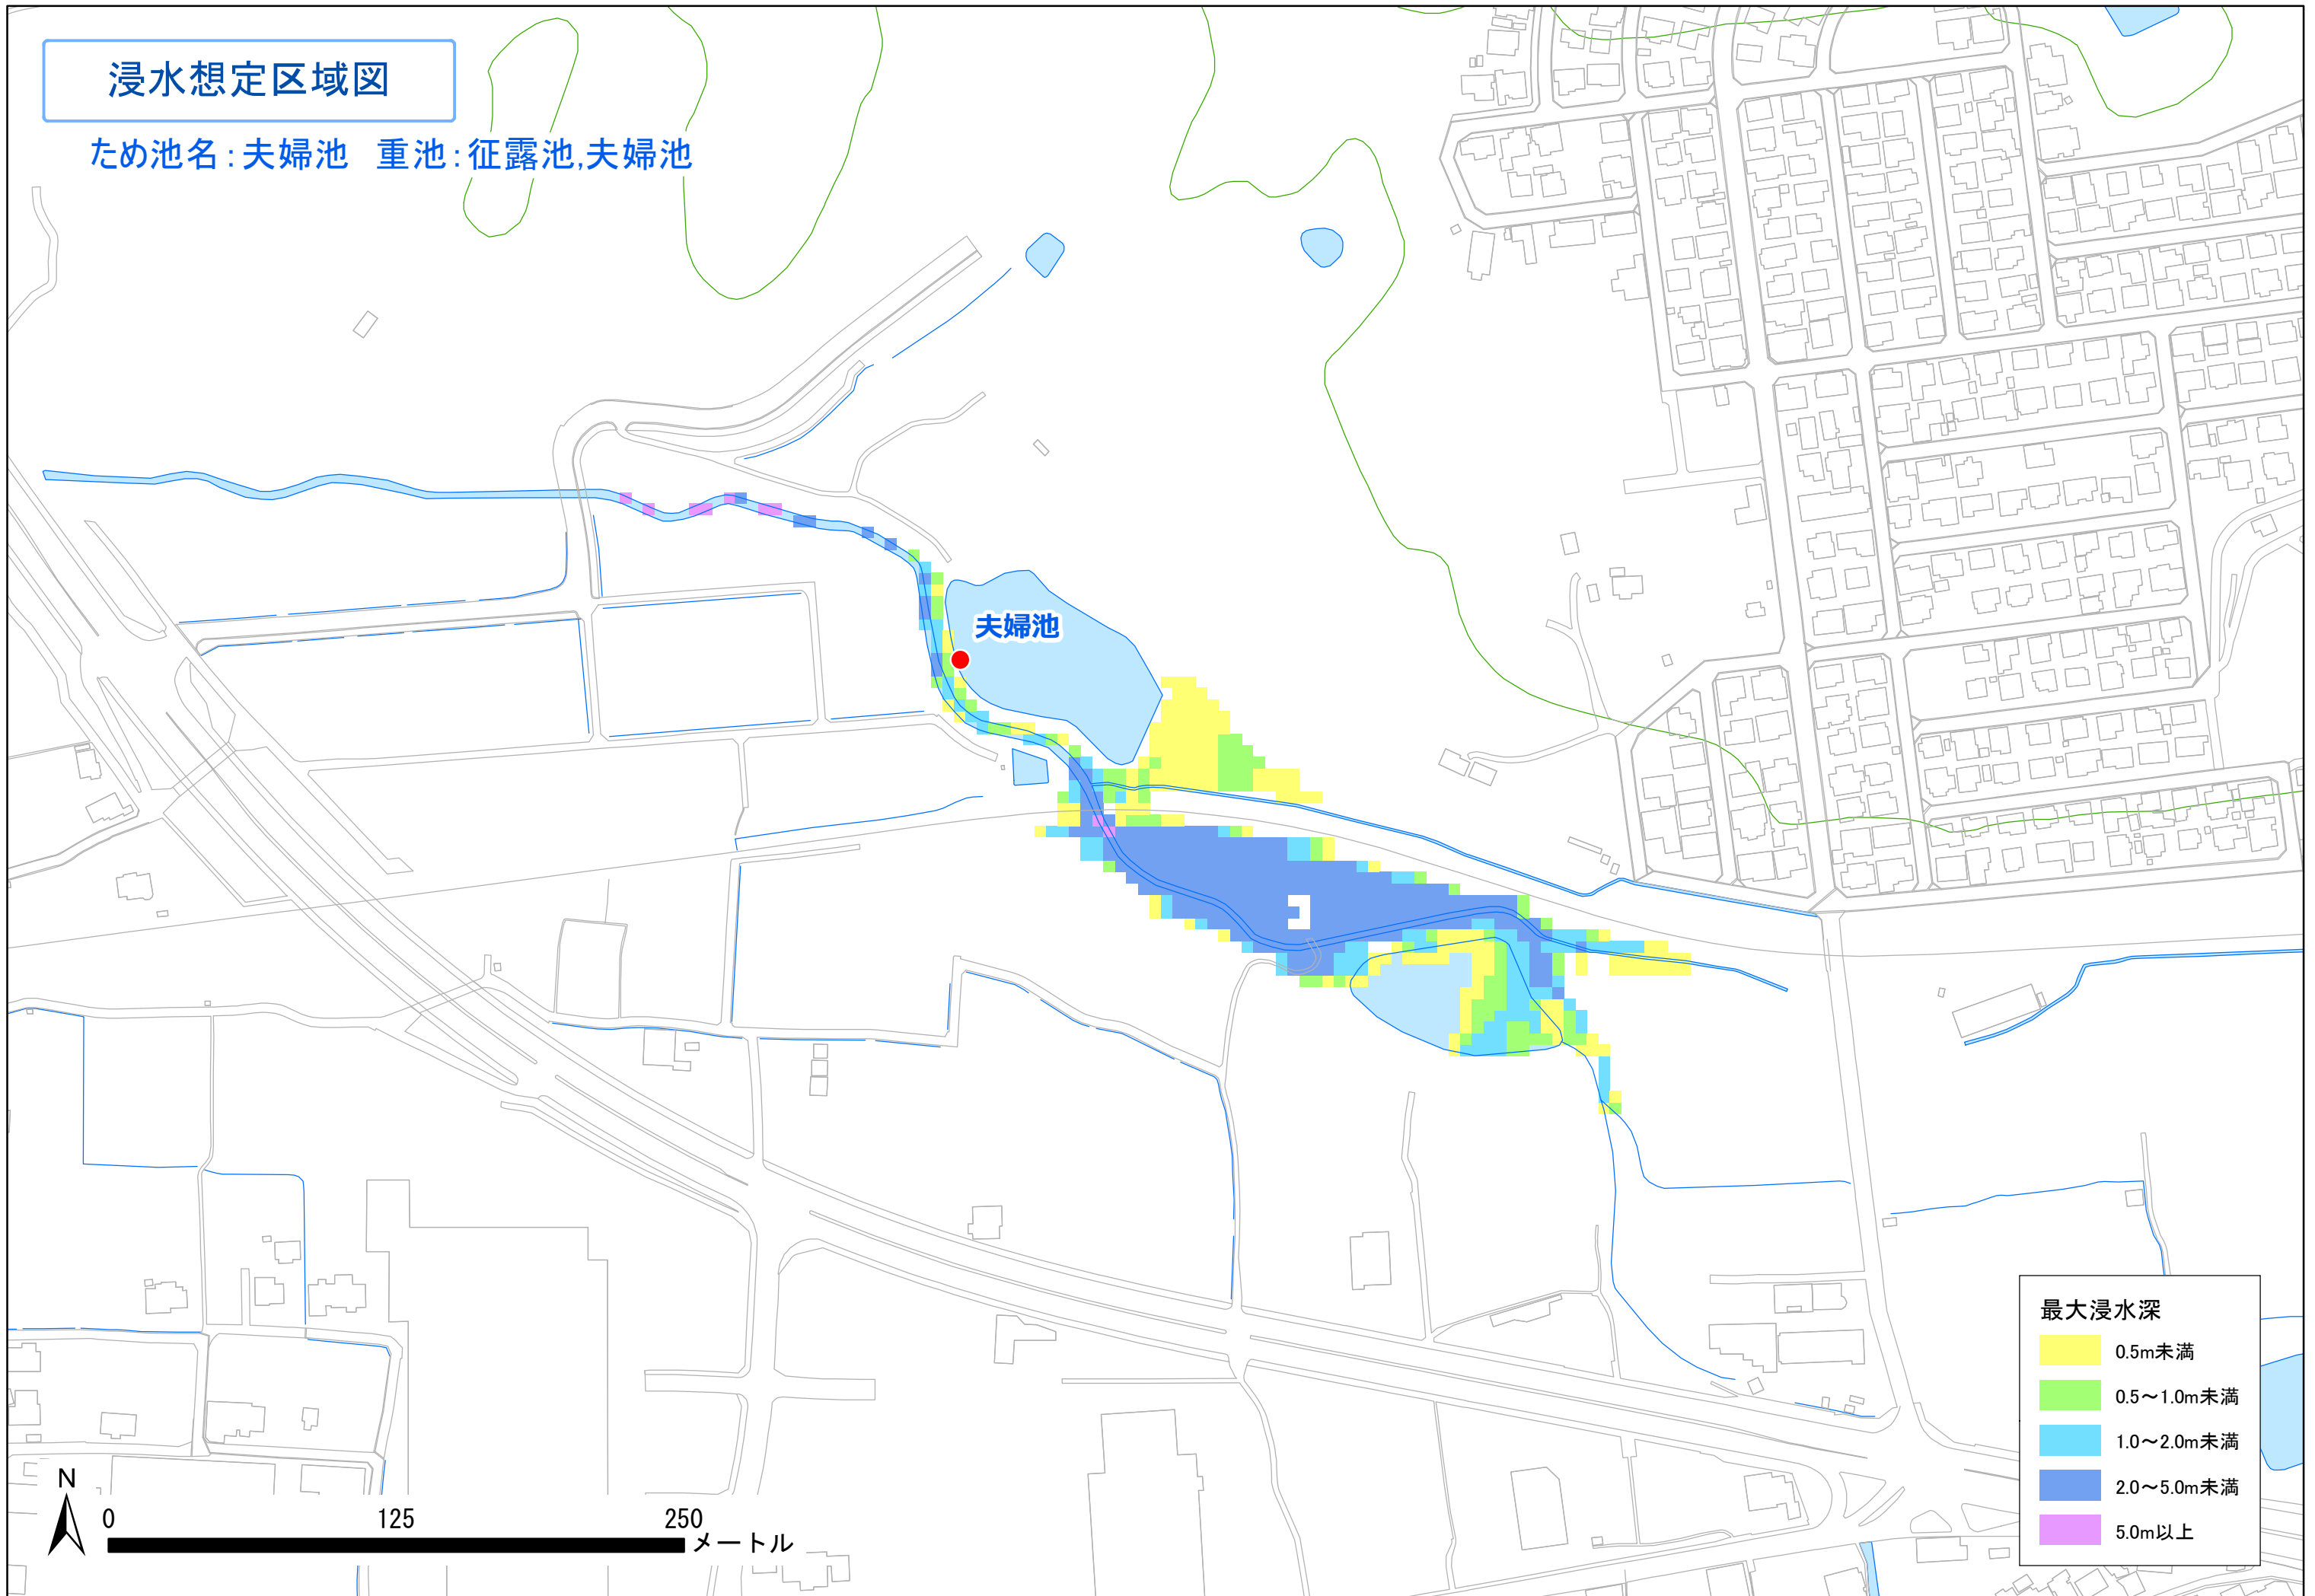 浸水想定区域図
ため池名：夫婦池　重池：征露池,夫婦池
夫婦池
最大浸水深
0.5m未満
0.5～1.0m未満
1.0～2.0m未満
2.0～5.0m未満
5.0m以上
N
0 125 250
メートル